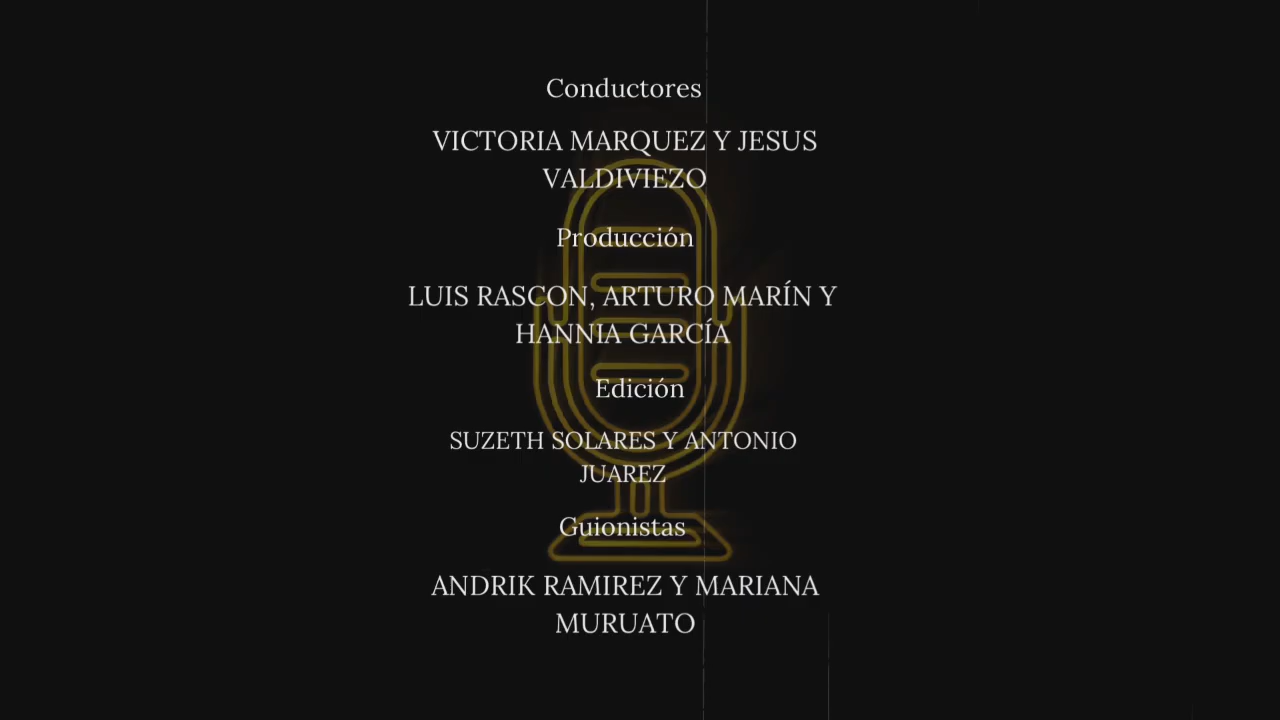 Conductores
VICTORIA MARQUEZ Y JESUS
VALDIVIEZO
Producción
LUIS RASCON, ARTURO MARÍN Y
HANNIA GARCÍA
Edición
SUZETH SOLARES Y ANTONIO
JUAREZ
Guionistas
ANDRIK RAMIREZ Y MARIANA
MURUATO